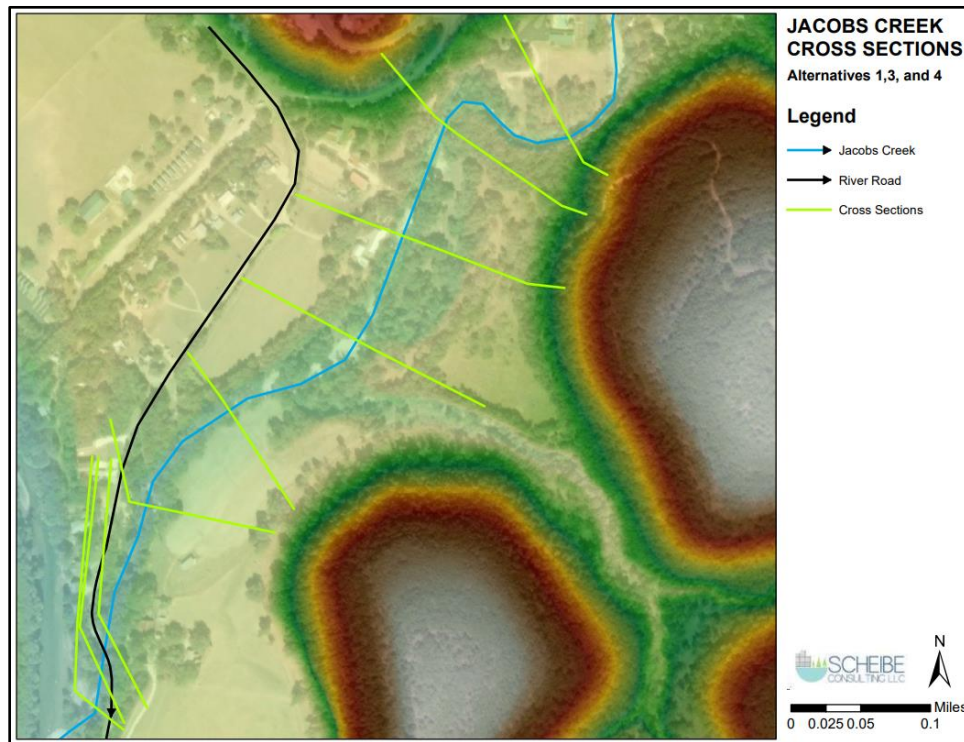 JACOBS CREEK
CROSS SECTIONS
Alternatives 1,3, and 4
Legend
Jacobs Creek
River Road
Cross Sections
SCHEIBE
CONSULTING LLC
N
Miles
0 0.025 0.05 0.1